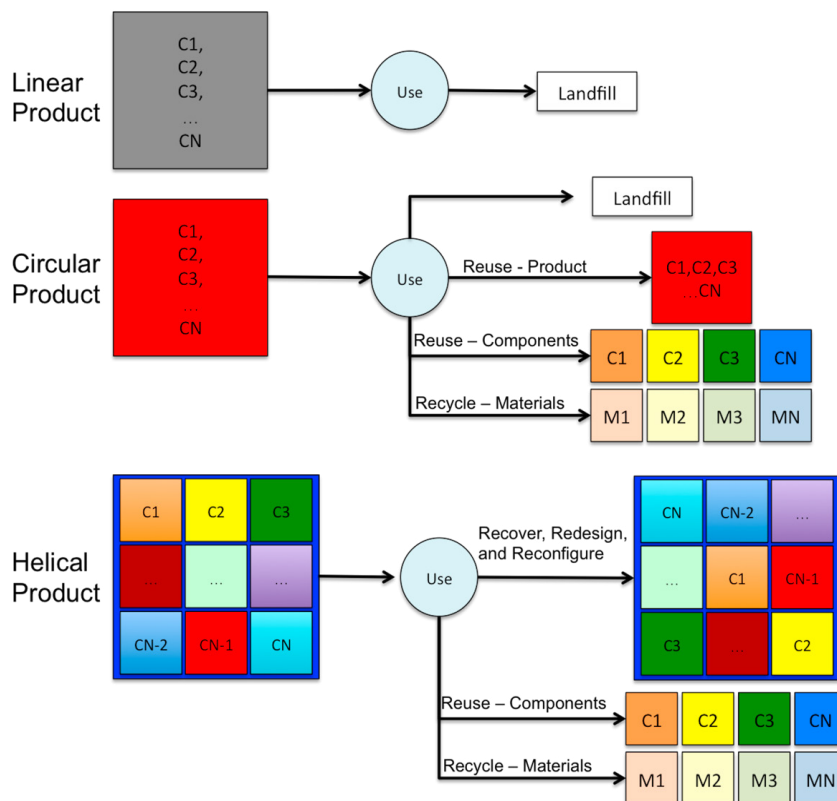 Linear
Product
C1,
C2,
C3,
...
CN
Use
Landfill
Circular
Product
C1,
C2,
C3,
...
CN
Use
Landfill
Reuse - Product
C1,C2,C3
...CN
Reuse – Components
C1 C2 C3 CN
Recycle – Materials
M1 M2 M3 MN
Helical
Product
C1 C2 C3
... ... ...
CN-2 CN-1 CN
Use
Recover, Redesign,
and Reconfigure
CN CN-2 ...
... C1 CN-1
C3 ... C2
Reuse – Components
C1 C2 C3 CN
Recycle – Materials
M1 M2 M3 MN